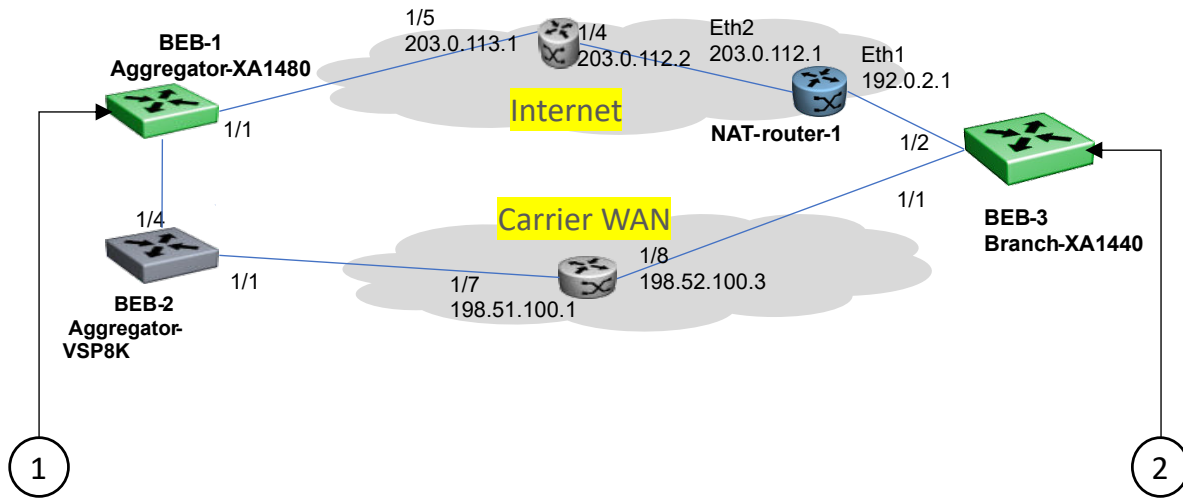 1/5
203.0.113.1
1/4
203.0.112.2
Eth2
203.0.112.1
Eth1
192.0.2.1
BEB-1
Aggregator-XA1480
1/1
Internet
NAT-router-1
1/2
1/1
BEB-3
Branch-XA1440
1/4
Carrier WAN
1/1
1/7
198.51.100.1
1/8
198.52.100.3
BEB-2
Aggregator-
VSP8K
1
2